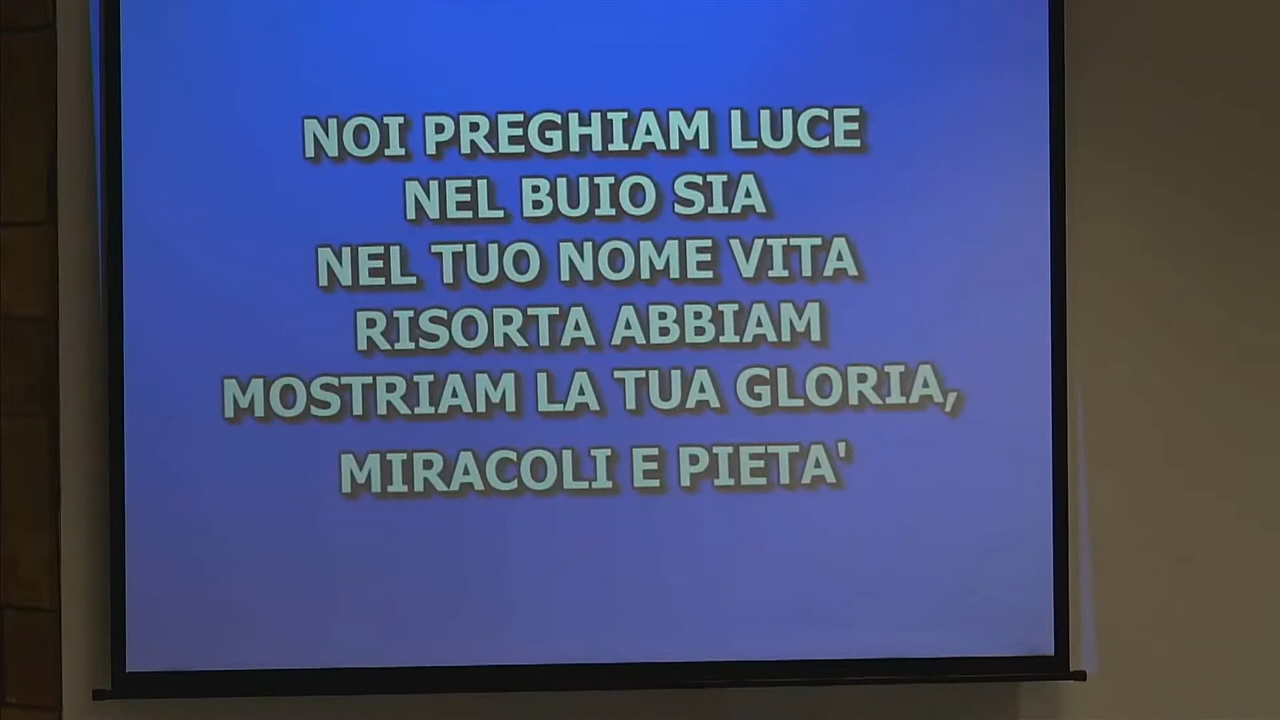 NOI PREGHIAM LUCE
NEL BUIO SIA
NEL TUO NOME VITA
RISORTA ABBIAM
MOSTRIAM LA TUA GLORIA,
MIRACOLI E PIETA'